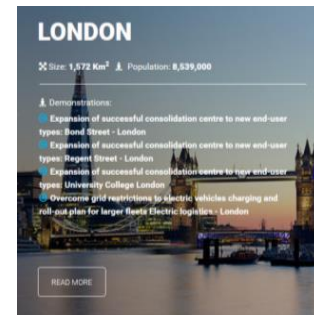 LONDON
Size: 1,572 Km² Population: 8,539,000
Demonstrations:
Expansion of successful consolidation centre to new end-user
types: Bond Street - London
Expansion of successful consolidation centre to new end-user
types: Regent Street - London
Expansion of successful consolidation centre to new end-user
types: University College London
Overcome grid restrictions to electric vehicles charging and
roll-out plan for larger fleets Electric logistics - London
READ MORE